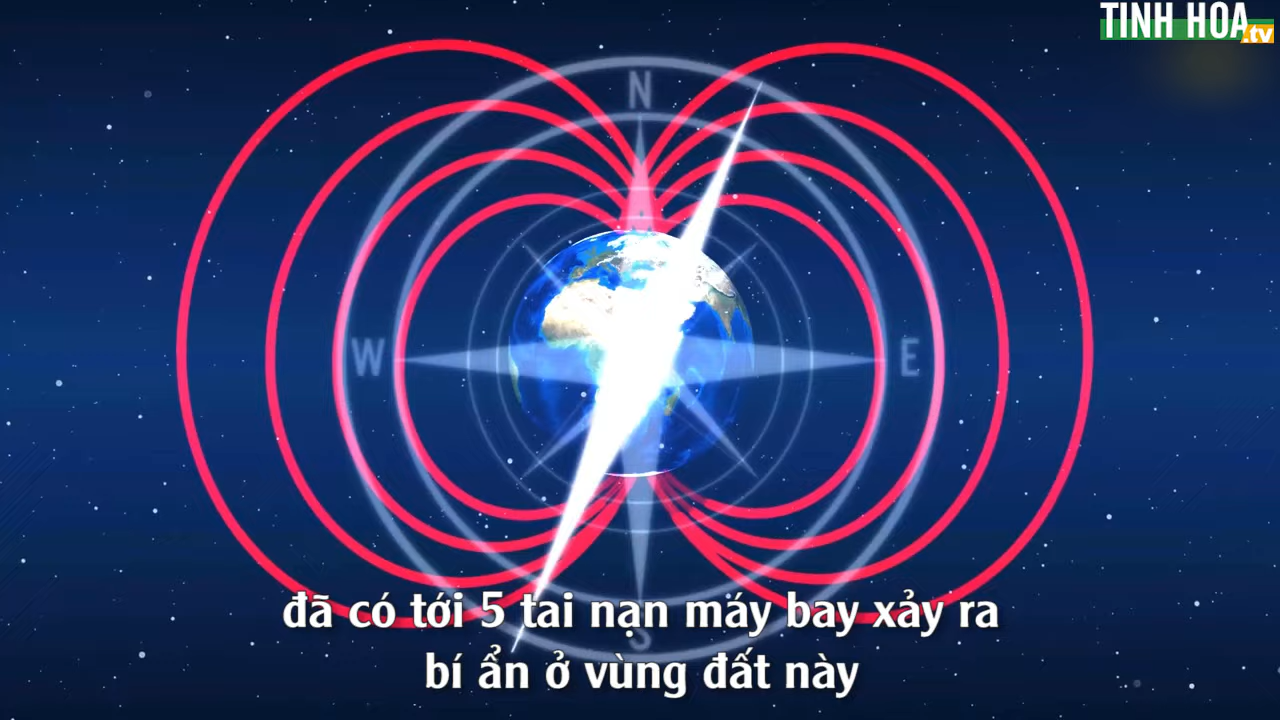 TINH HOA
.tv
N
W
E
S
đã có tới 5 tai nạn máy bay xảy ra
bí ẩn ở vùng đất này